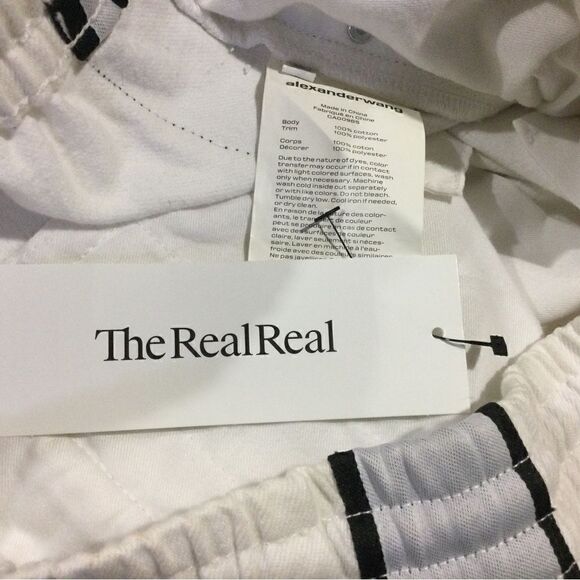 alexanderwang
Made in China
Fabriqué en Chine
CA00985
Body 100% cotton
Trim 100% polyester
Corps 100% coton
Décorer 100% polyester
Due to the nature of dyes, color
transfer may occur if in contact
with light colored surfaces, wash
only when necessary. Machine
wash cold inside out separately
or with like colors. Do not bleach.
Tumble dry low. Cool iron if needed,
or dry clean.
En raison de la nature des color-
ants, le transfert de couleur
peut se produire en cas de contact
avec des surfaces de couleur
claire, laver seulement si néces-
saire. Laver en machine à l'eau
froide avec des couleurs similaires.
Ne pas javelliser.
The RealReal